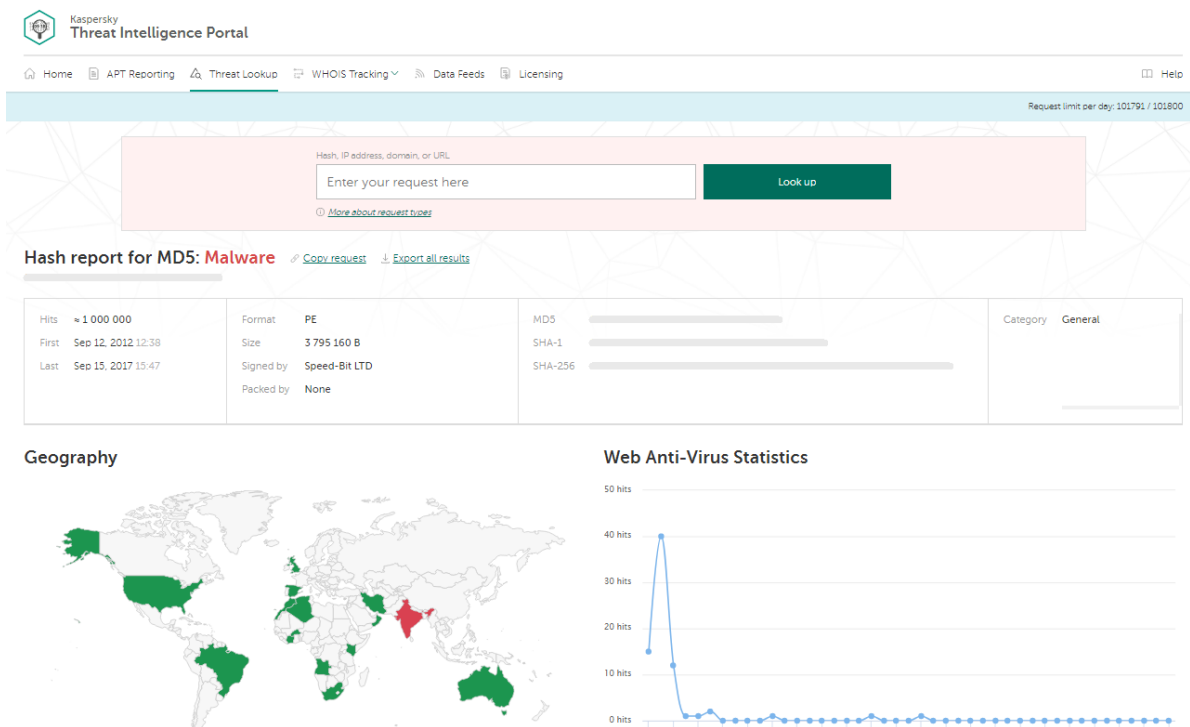 Kaspersky
Threat Intelligence Portal
Home APT Reporting Threat Lookup WHOIS Tracking Data Feeds Licensing Help
Request limit per day: 101791 / 101800
Hash, IP address, domain, or URL
Enter your request here Look up
More about request types
Hash report for MD5: Malware Copy request Export all results
Hits ≈ 1 000 000 Format PE MD5 Category General
First Sep 12, 2012 12:38 Size 3 795 160 B SHA-1
Last Sep 15, 2017 15:47 Signed by Speed-Bit LTD SHA-256
Packed by None
Geography Web Anti-Virus Statistics
50 hits
40 hits
30 hits
20 hits
10 hits
0 hits